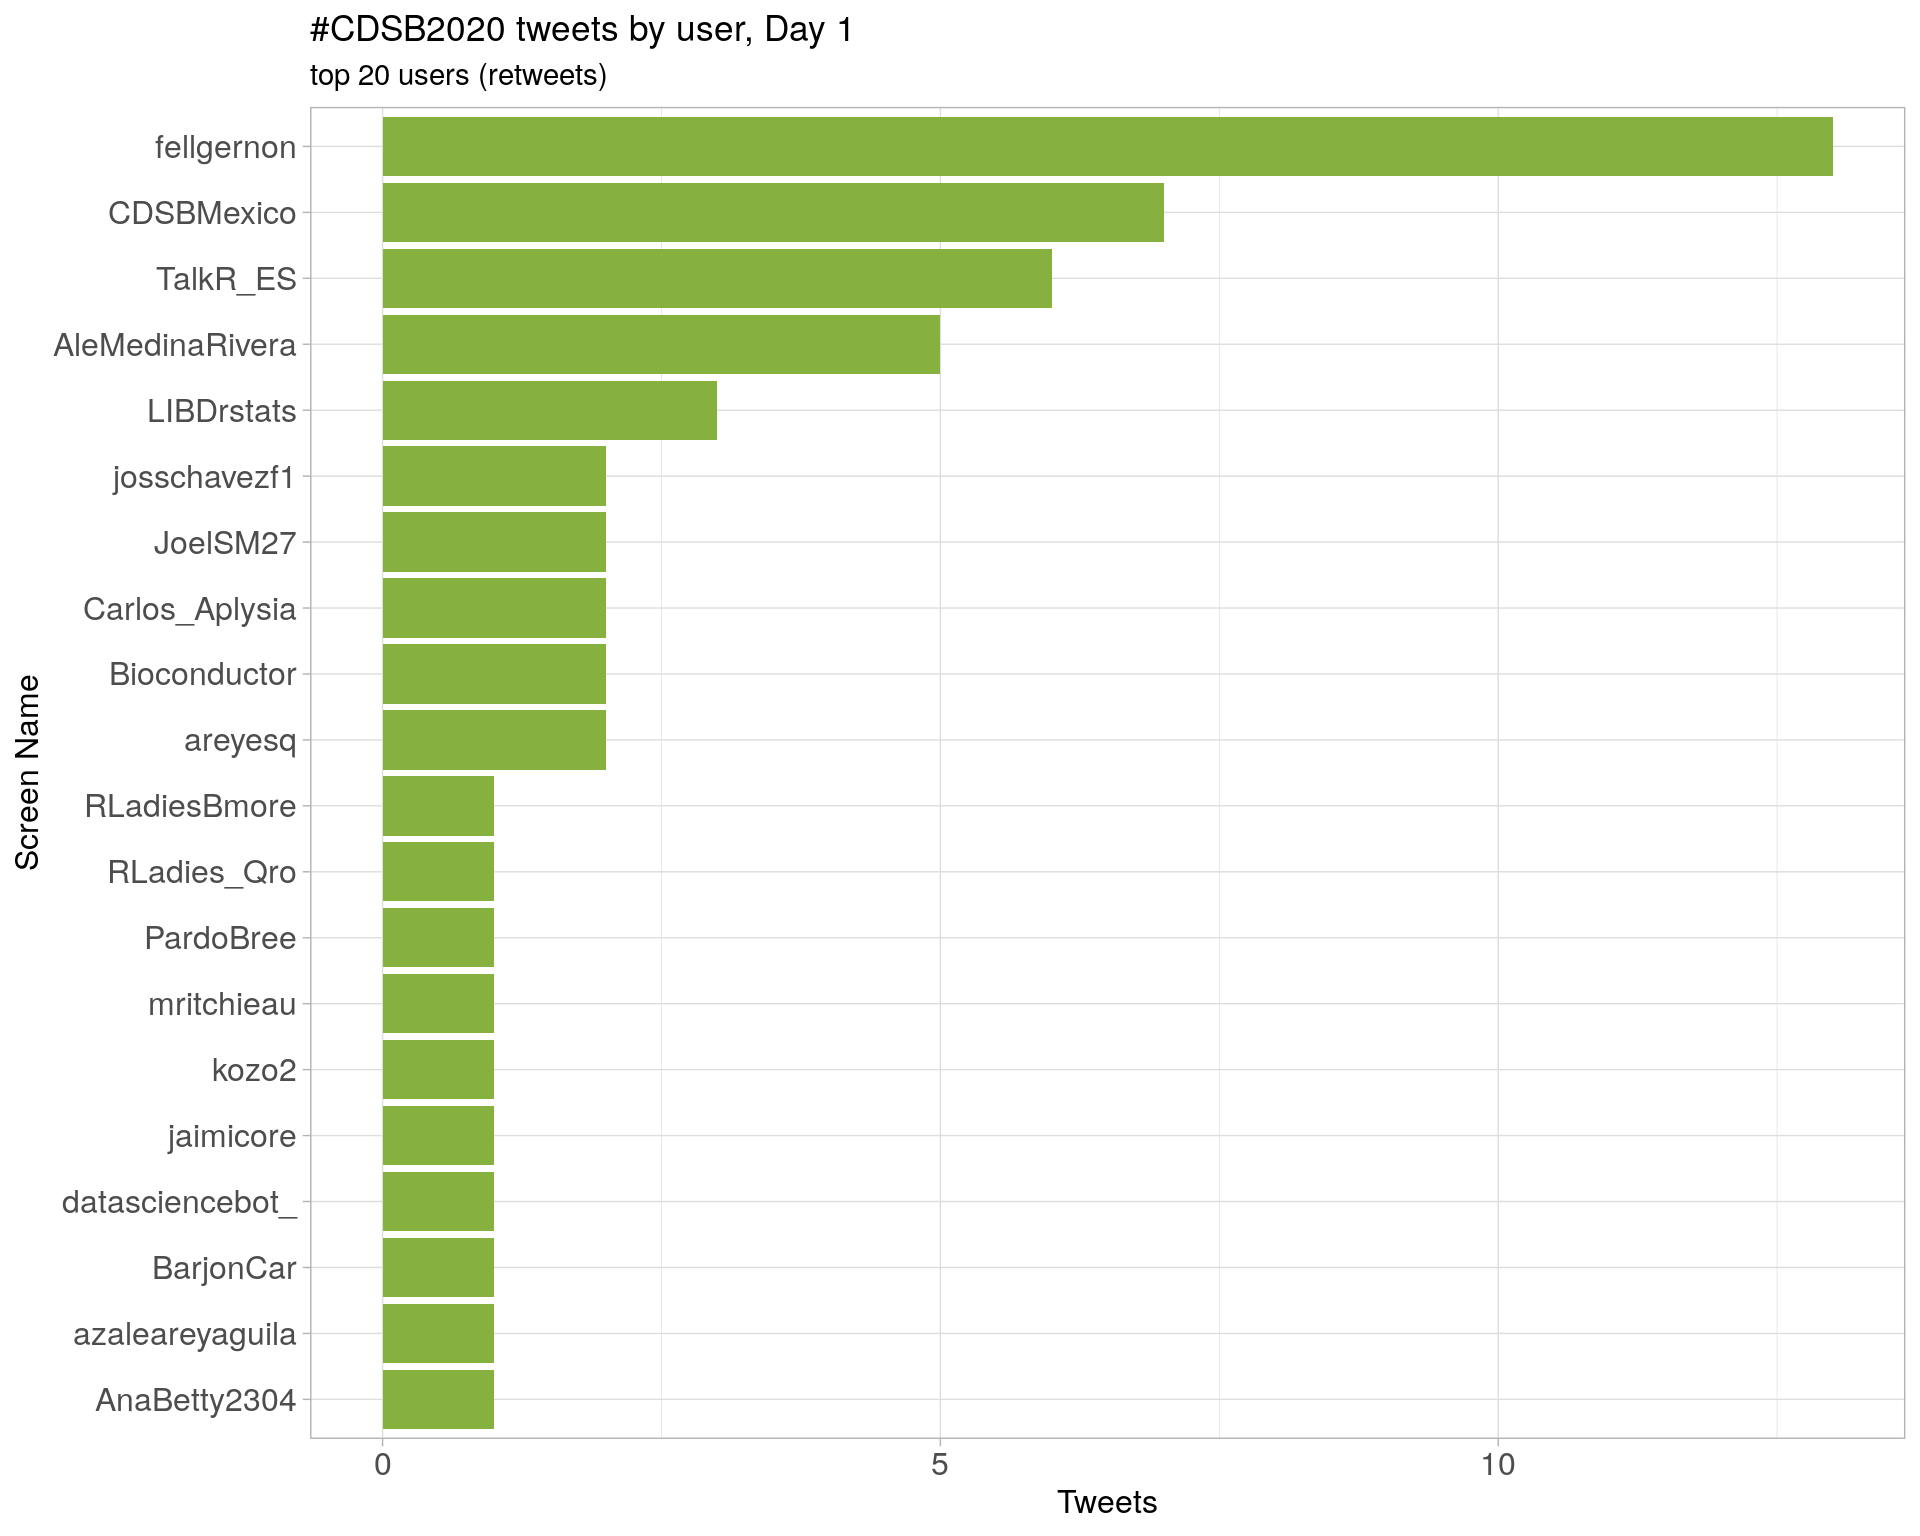 #CDSB2020 tweets by user, Day 1
top 20 users (retweets)
fellgernon
CDSBMexico
TalkR_ES
AleMedinaRivera
LIBDrstats
josschavezf1
JoelSM27
Carlos_Aplysia
Bioconductor
areyesq
RLadiesBmore
RLadies_Qro
PardoBree
mritchieau
kozo2
jaimicore
datasciencebot_
BarjonCar
azaleareyaguila
AnaBetty2304
Screen Name
0 5 10
Tweets